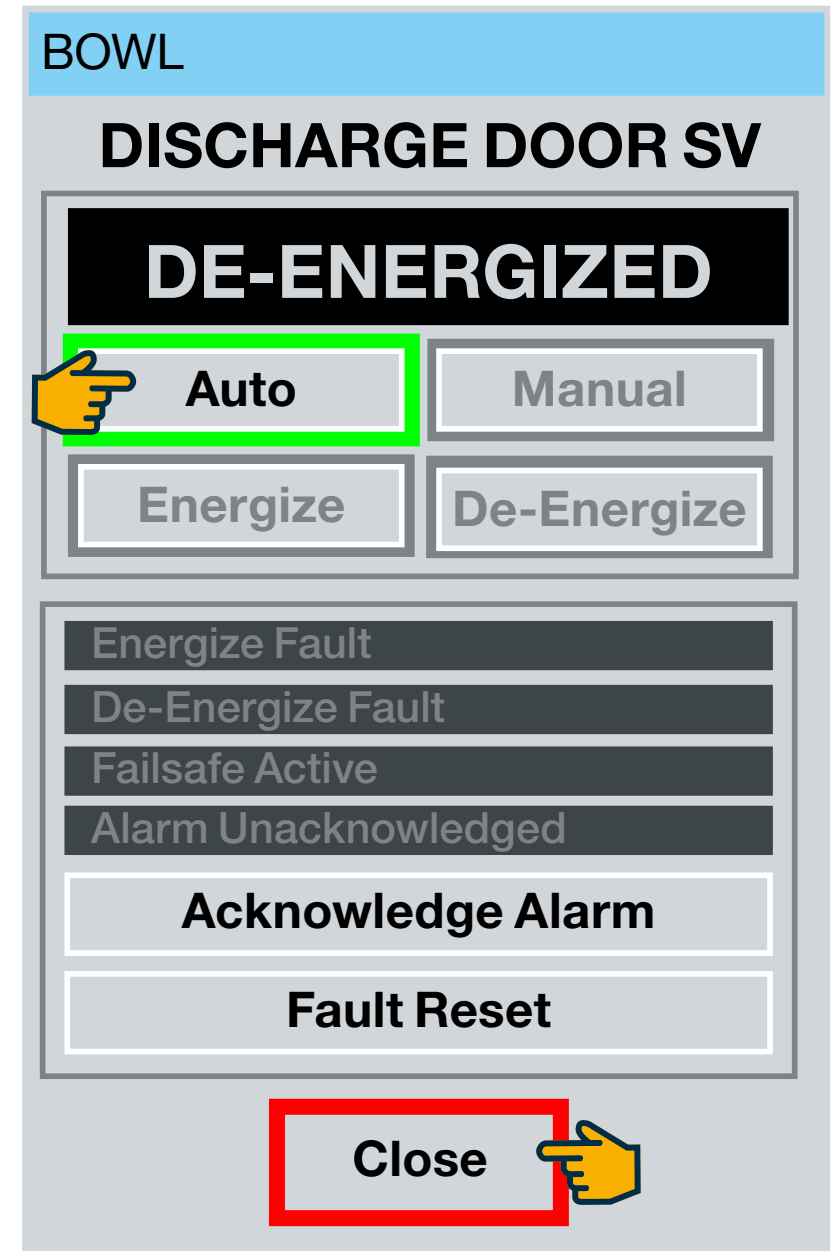 BOWL
DISCHARGE DOOR SV
DE-ENERGIZED
Auto
Manual
Energize
De-Energize
Energize Fault
De-Energize Fault
Failsafe Active
Alarm Unacknowledged
Acknowledge Alarm
Fault Reset
Close